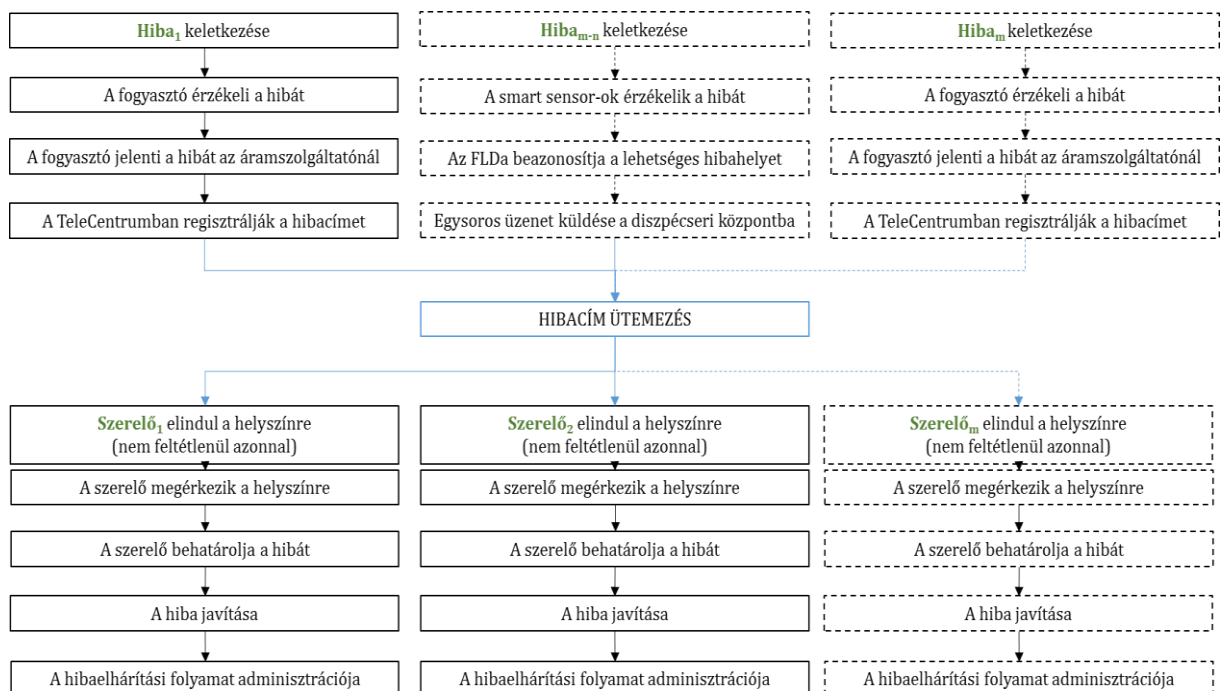 Hiba1 keletkezése
A fogyasztó érzékeli a hibát
A fogyasztó jelenti a hibát az áramszolgáltatónál
A TeleCentrumban regisztrálják a hibacímet
Hibam-n keletkezése
A smart sensor-ok érzékelik a hibát
Az FLDa beazonosítja a lehetséges hibahelyet
Egysoros üzenet küldése a diszpécseri központba
Hibam keletkezése
A fogyasztó érzékeli a hibát
A fogyasztó jelenti a hibát az áramszolgáltatónál
A TeleCentrumban regisztrálják a hibacímet
HIBACÍM ÜTEMEZÉS
Szerelő1 elindul a helyszínre
(nem feltétlenül azonnal)
A szerelő megérkezik a helyszínre
A szerelő behatárolja a hibát
A hiba javítása
A hibaelhárítási folyamat adminisztrációja
Szerelő2 elindul a helyszínre
(nem feltétlenül azonnal)
A szerelő megérkezik a helyszínre
A szerelő behatárolja a hibát
A hiba javítása
A hibaelhárítási folyamat adminisztrációja
Szerelőm elindul a helyszínre
(nem feltétlenül azonnal)
A szerelő megérkezik a helyszínre
A szerelő behatárolja a hibát
A hiba javítása
A hibaelhárítási folyamat adminisztrációja